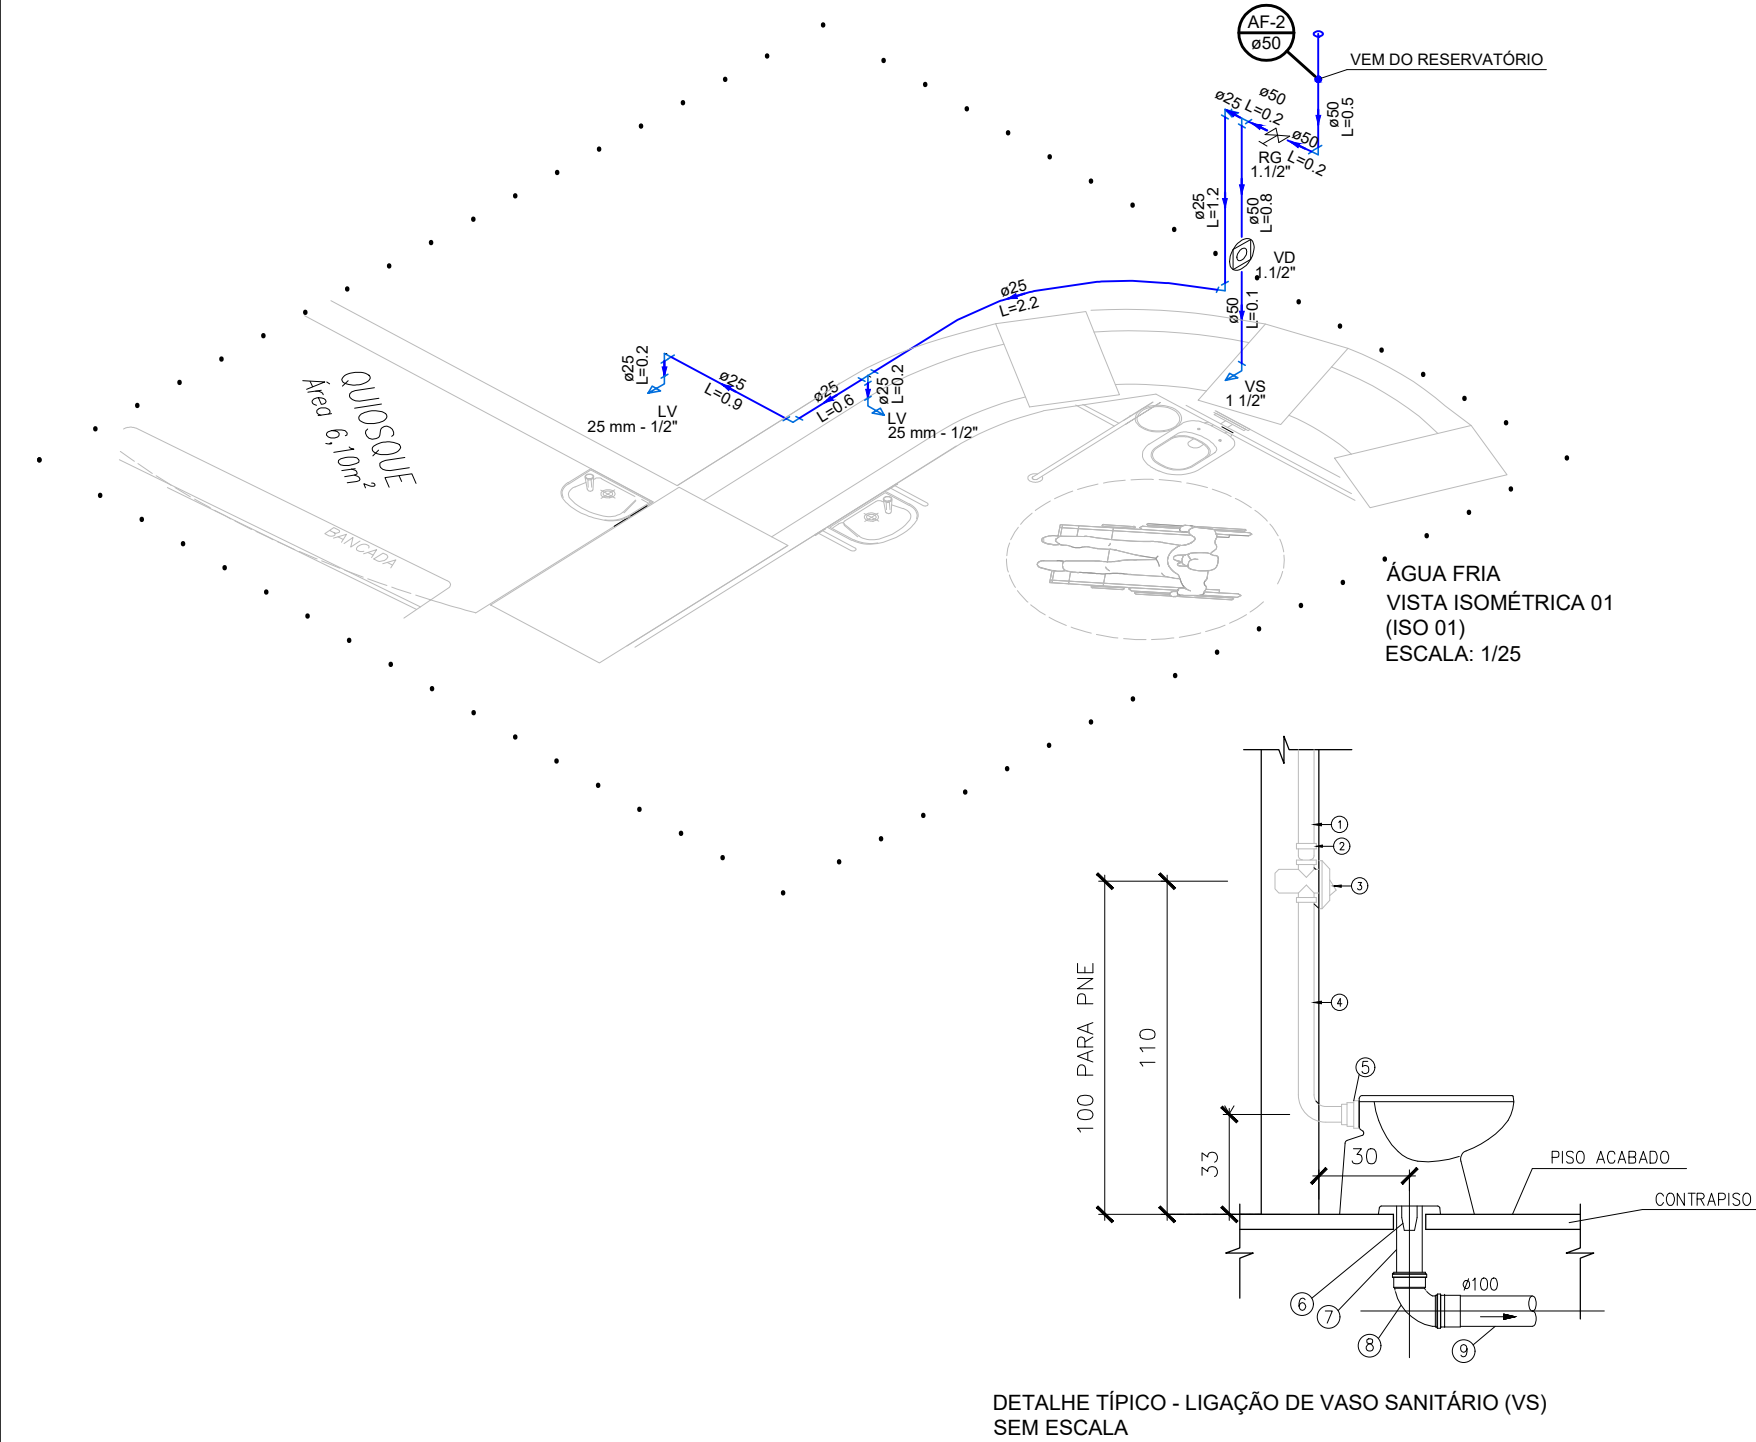 AF-2
ø50
VEM DO RESERVATÓRIO
ø50
L=0.5
ø50
L=0.2
ø25
ø50
L=0.2
RG
1.1/2"
ø25
L=1.2
ø50
L=0.8
VD
1.1/2"
ø50
L=0.1
VS
1 1/2"
ø25
L=2.2
ø25
L=0.2
LV
25 mm - 1/2"
ø25
L=0.6
ø25
L=0.9
ø25
L=0.2
LV
25 mm - 1/2"
QUIOSQUE
Área 6,10m²
BANCADA
ÁGUA FRIA
VISTA ISOMÉTRICA 01
(ISO 01)
ESCALA: 1/25
1
2
3
4
5
100 PARA PNE
110
33
30
PISO ACABADO
CONTRAPISO
ø100
6
7
8
9
DETALHE TÍPICO - LIGAÇÃO DE VASO SANITÁRIO (VS)
SEM ESCALA